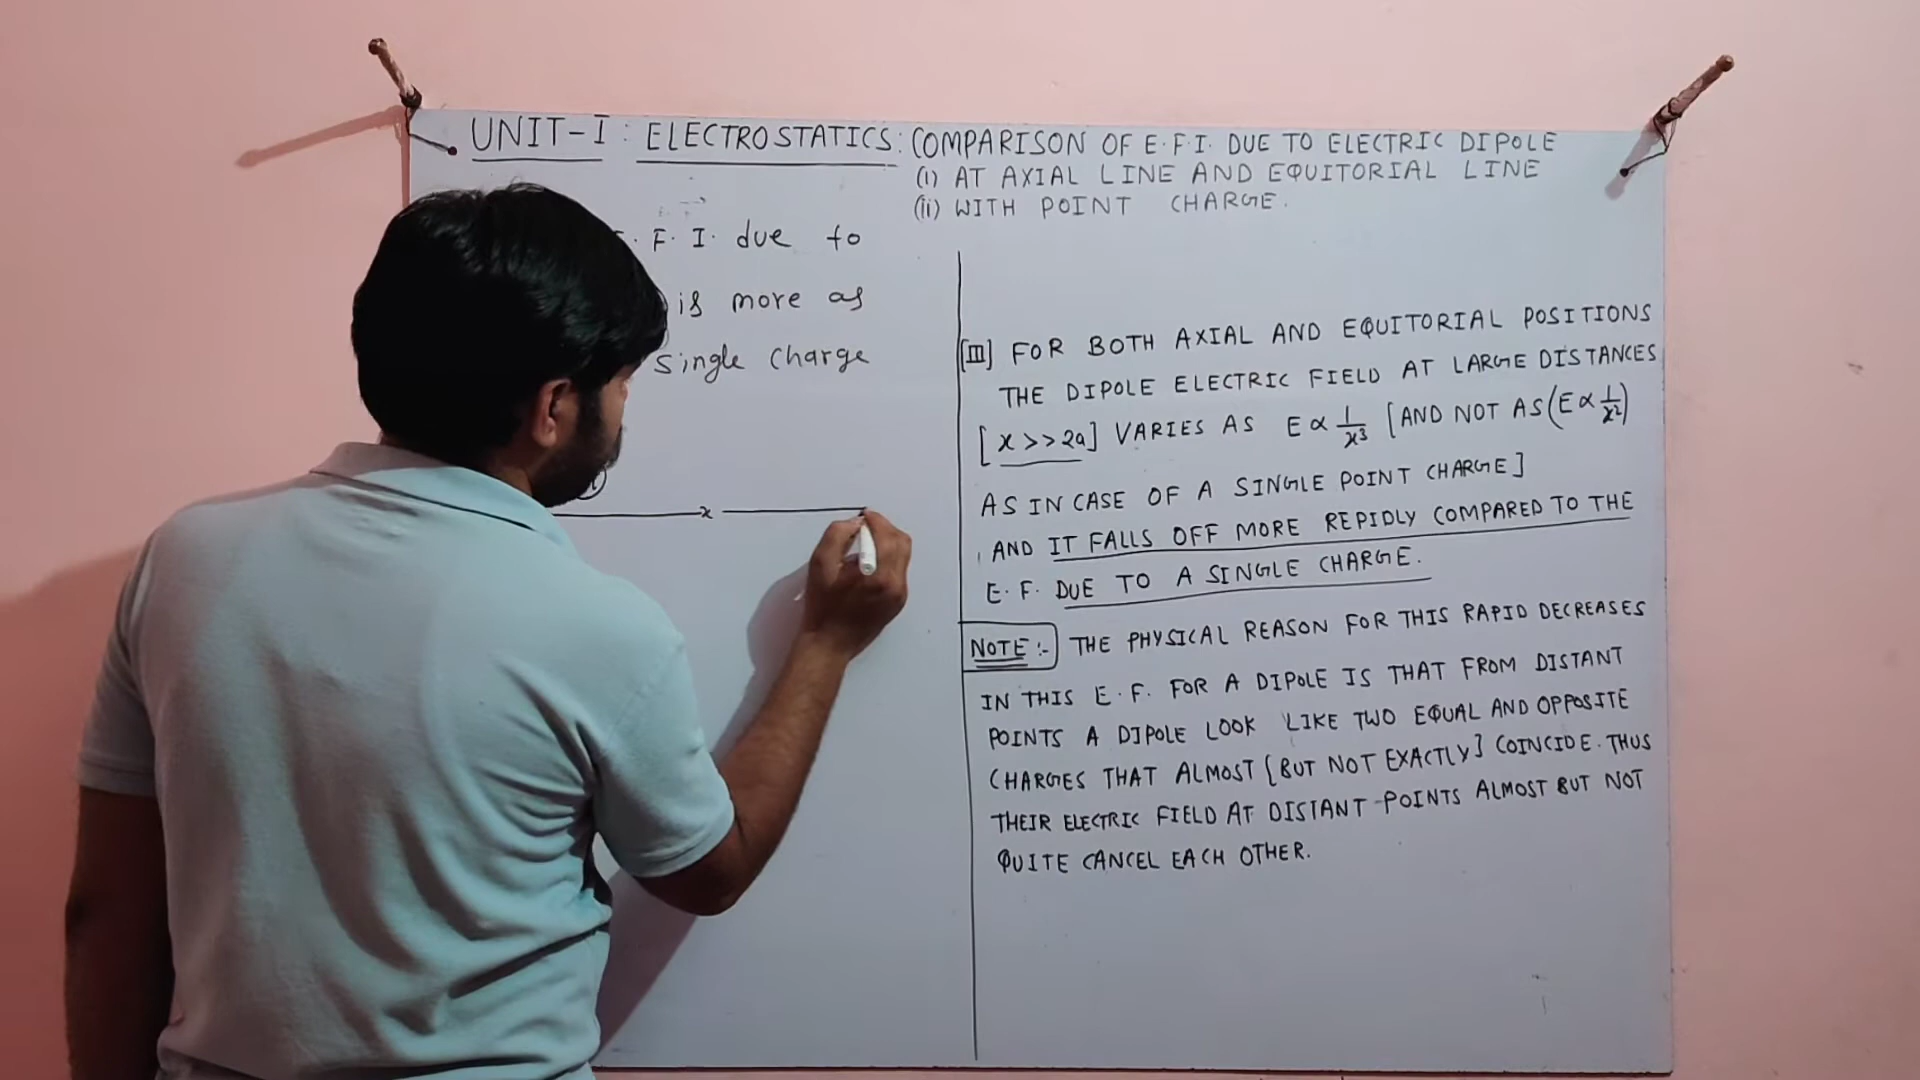 UNIT-I : ELECTROSTATICS: COMPARISON OF E.F.I. DUE TO ELECTRIC DIPOLE
(i) AT AXIAL LINE AND EQUITORIAL LINE
(ii) WITH POINT CHARGE.
F. I. due to
is more as
single charge
x
[III] FOR BOTH AXIAL AND EQUITORIAL POSITIONS
THE DIPOLE ELECTRIC FIELD AT LARGE DISTANCES
[x >> 2a] VARIES AS E ∝ 1/x³ [AND NOT AS (E ∝ 1/x²)
AS IN CASE OF A SINGLE POINT CHARGE]
AND IT FALLS OFF MORE REPIDLY COMPARED TO THE
E.F. DUE TO A SINGLE CHARGE.
NOTE:- THE PHYSICAL REASON FOR THIS RAPID DECREASES
IN THIS E.F. FOR A DIPOLE IS THAT FROM DISTANT
POINTS A DIPOLE LOOK LIKE TWO EQUAL AND OPPOSITE
CHARGES THAT ALMOST [BUT NOT EXACTLY] COINCIDE. THUS
THEIR ELECTRIC FIELD AT DISTANT POINTS ALMOST BUT NOT
QUITE CANCEL EACH OTHER.